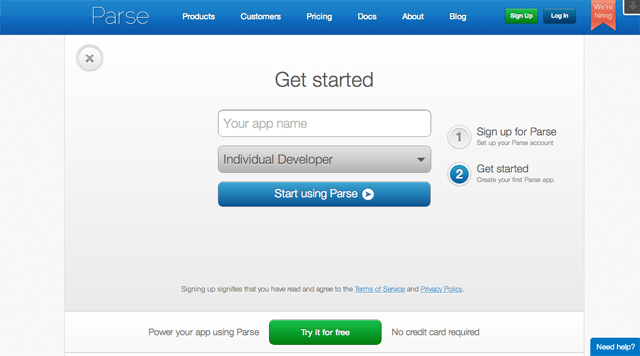 Parse Products Customers Pricing Docs About Blog Sign Up Log In We're
hiring
Get started
Your app name
Individual Developer
Start using Parse
1 Sign up for Parse
Set up your Parse account
2 Get started
Create your first Parse app
Signing up signifies that you have read and agree to the Terms of Service and Privacy Policy.
Power your app using Parse Try it for free No credit card required
Need help?